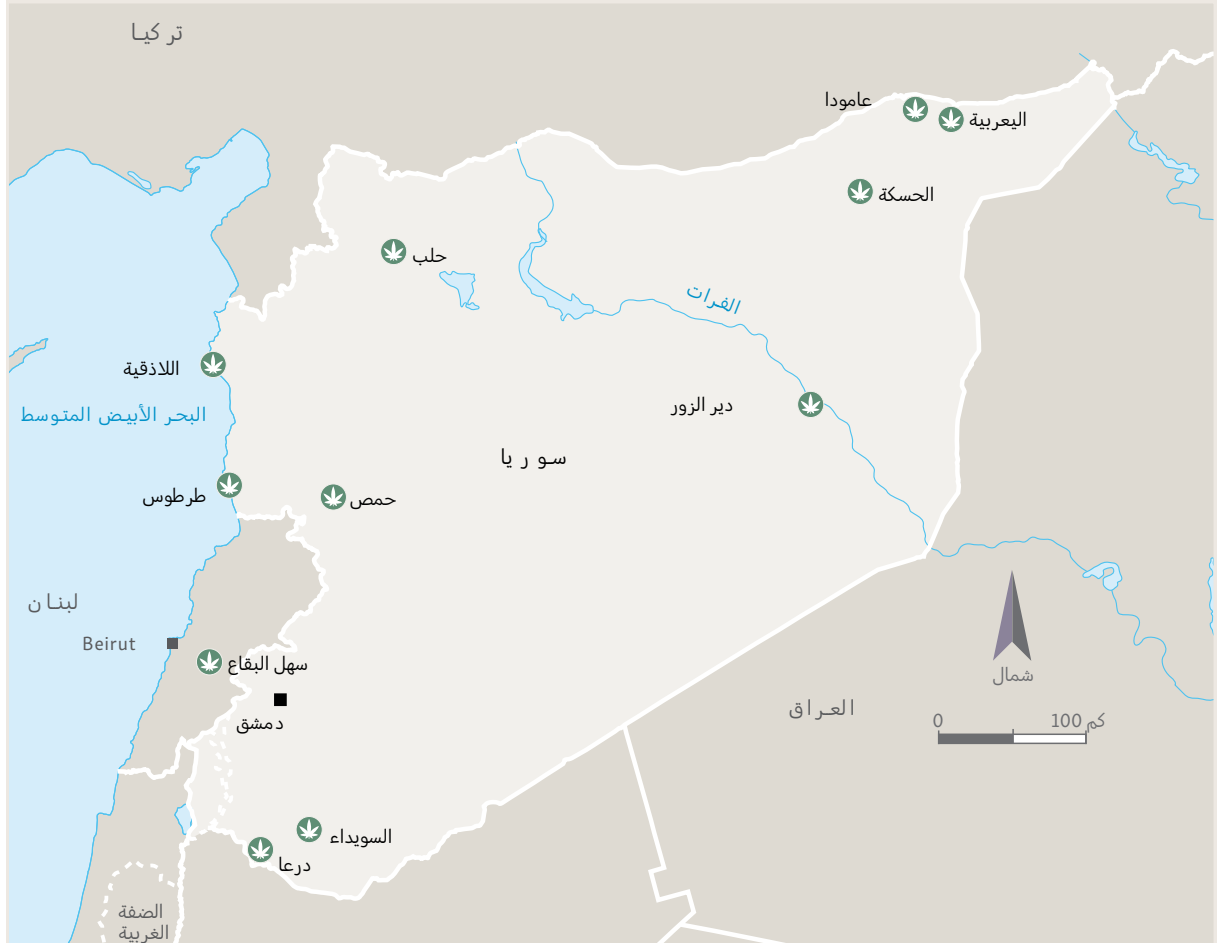 تركيا
عامودا
اليعربية
الحسكة
حلب
الفرات
اللاذقية
دير الزور
البحر الأبيض المتوسط
سوريا
طرطوس
حمص
لبنان
Beirut
سهل البقاع
شمال
دمشق
العراق
0
100 كم
السويداء
درعا
الضفة
الغربية